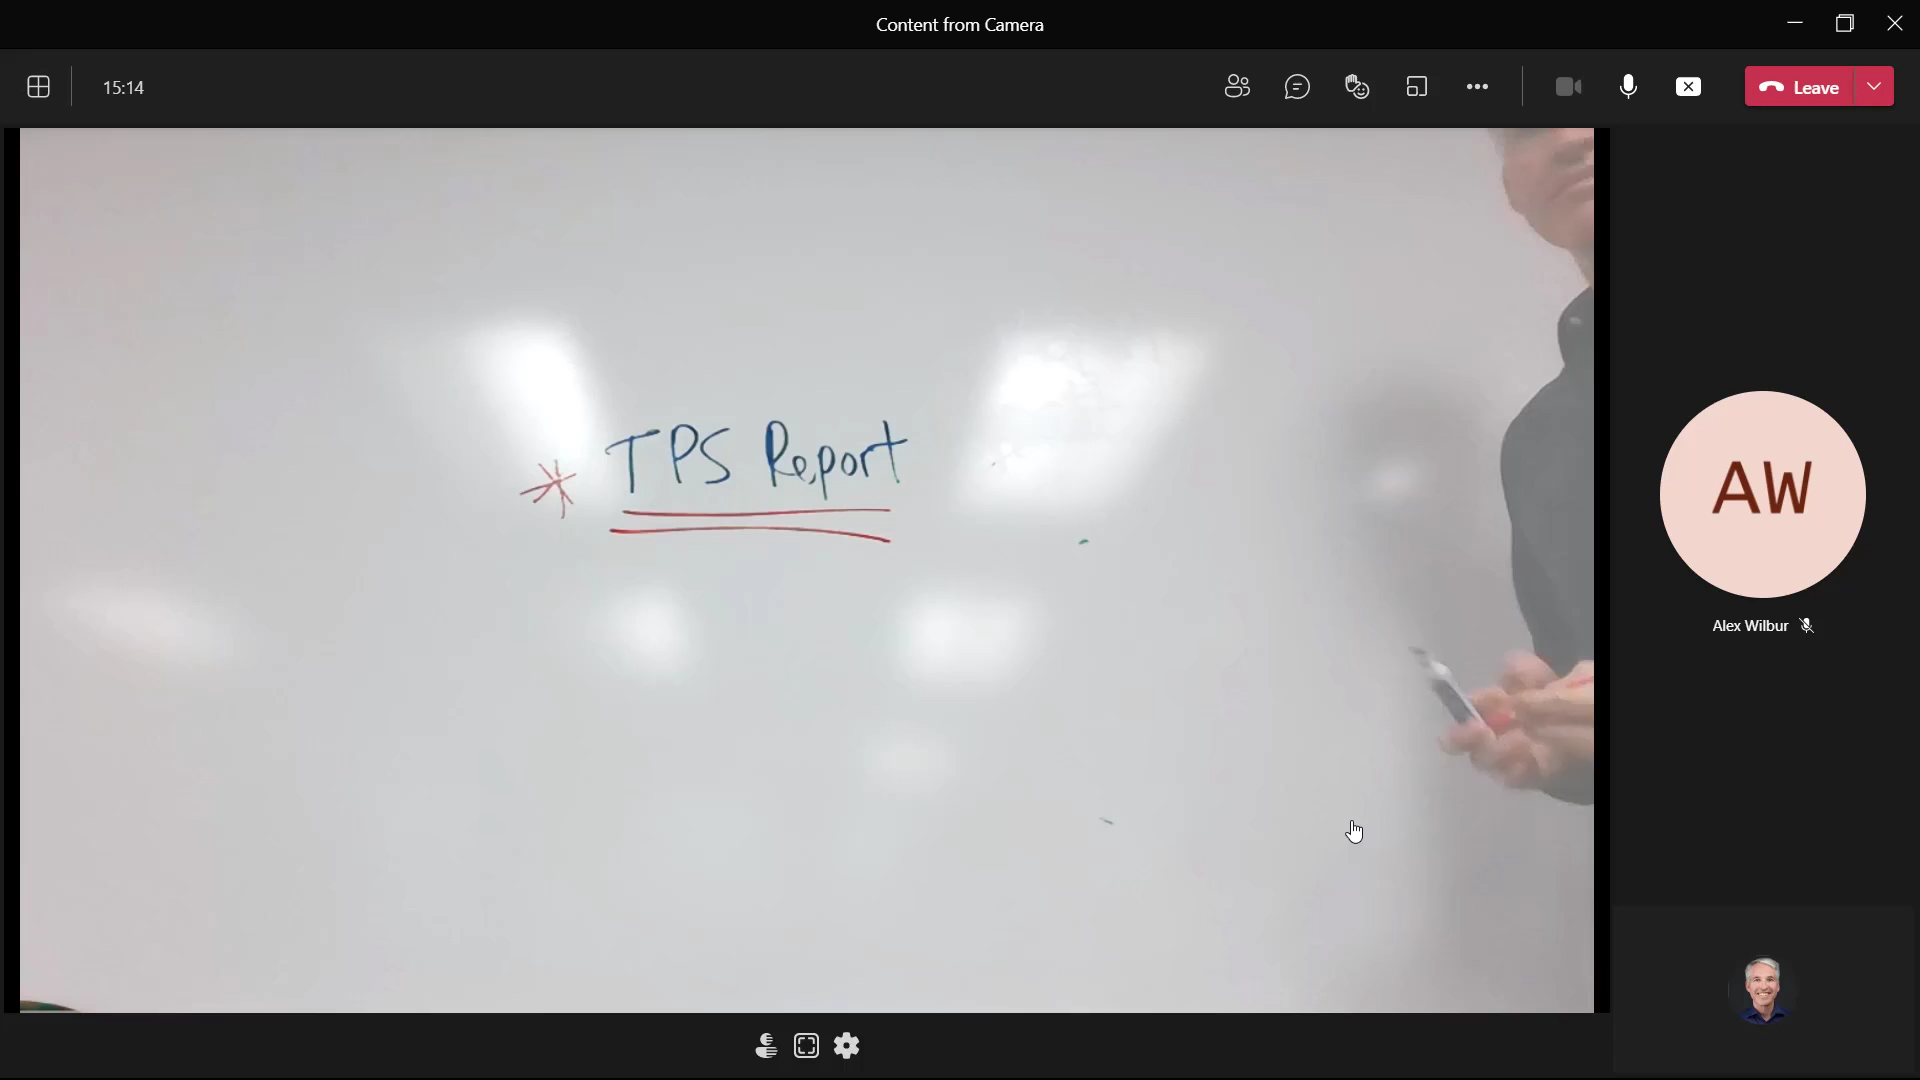 Content from Camera
15:14
Leave
* TPS Report
AW
Alex Wilbur